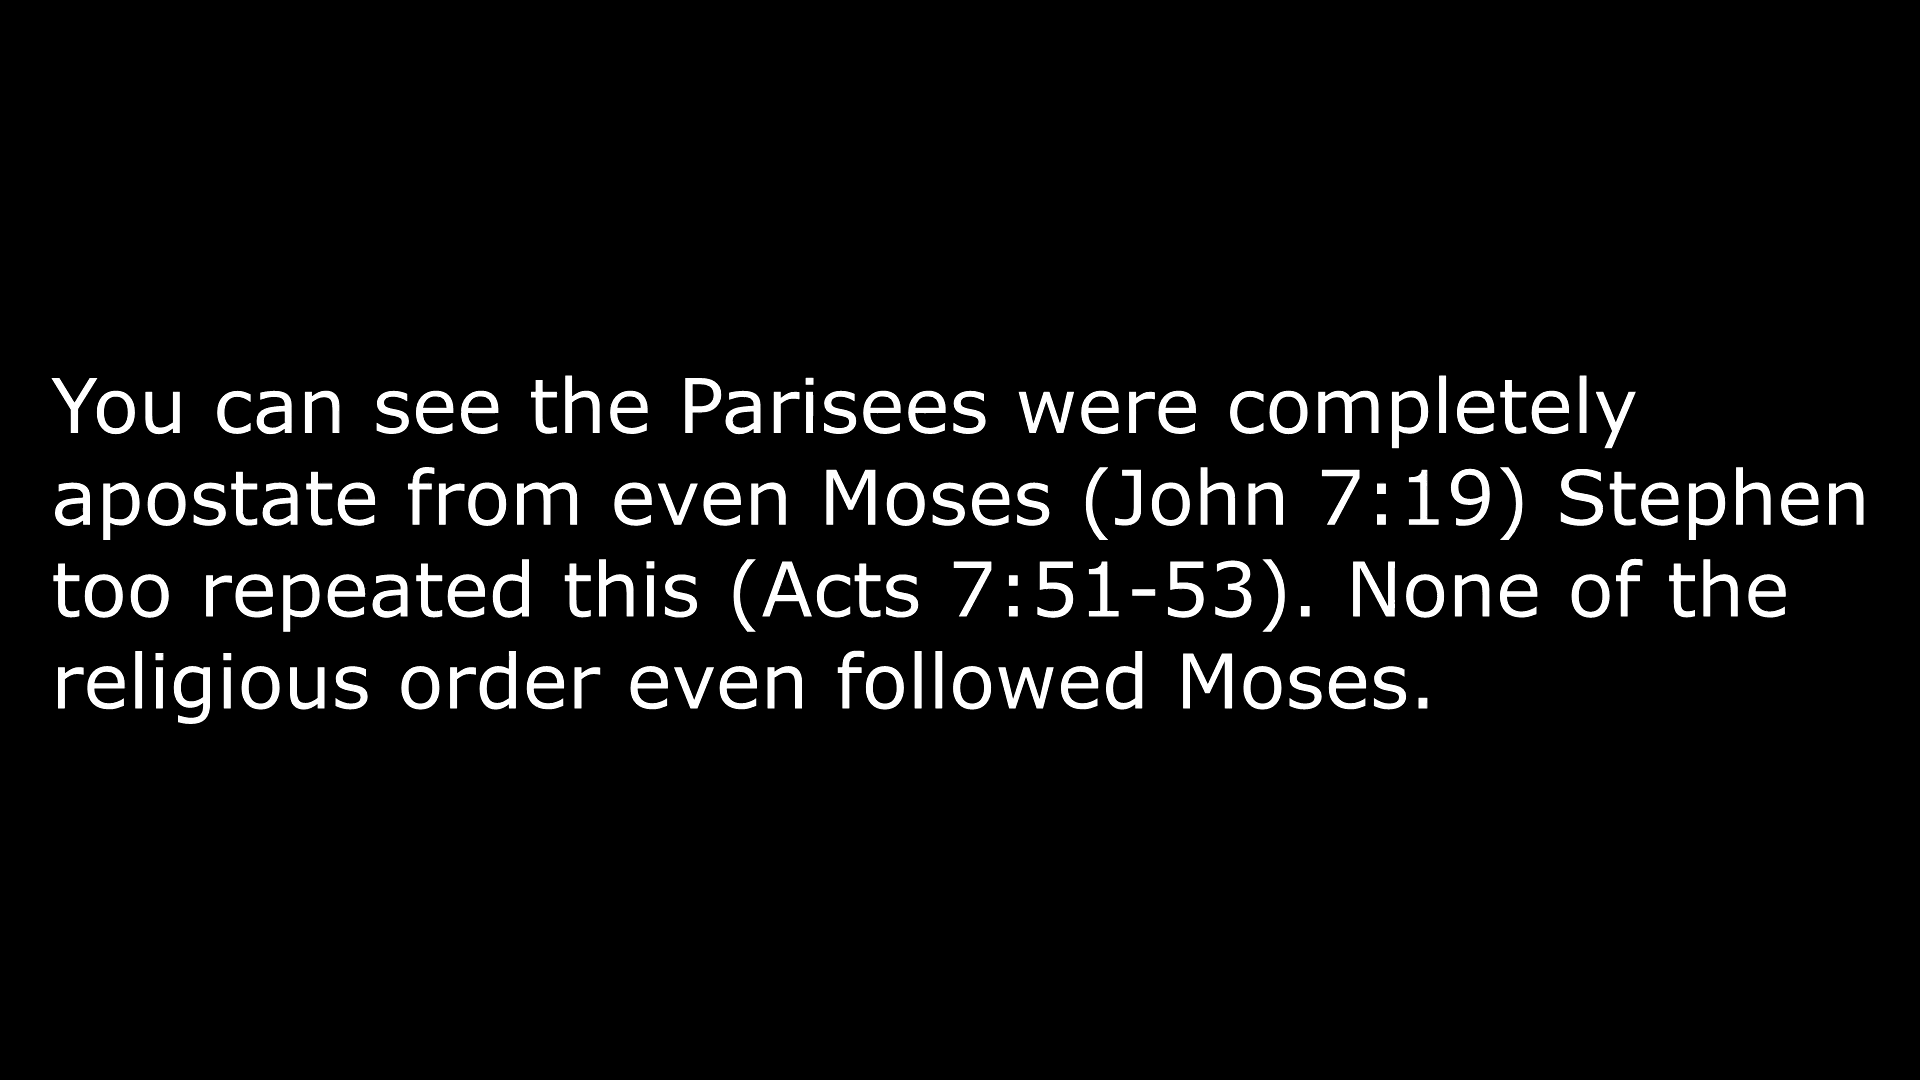 You can see the Parisees were completely
apostate from even Moses (John 7:19) Stephen
too repeated this (Acts 7:51-53). None of the
religious order even followed Moses.